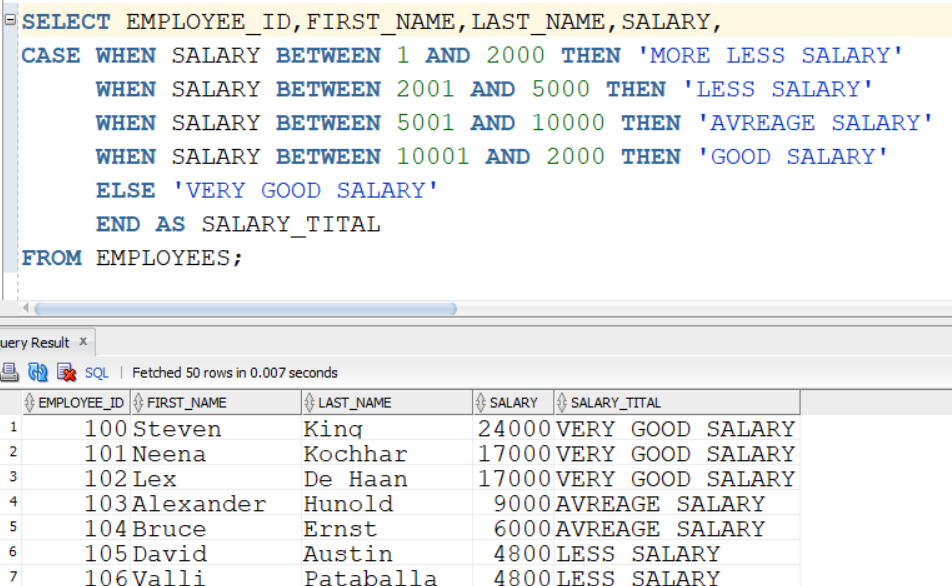 SELECT EMPLOYEE_ID,FIRST_NAME,LAST_NAME,SALARY,
CASE WHEN SALARY BETWEEN 1 AND 2000 THEN 'MORE LESS SALARY'
WHEN SALARY BETWEEN 2001 AND 5000 THEN 'LESS SALARY'
WHEN SALARY BETWEEN 5001 AND 10000 THEN 'AVREAGE SALARY'
WHEN SALARY BETWEEN 10001 AND 2000 THEN 'GOOD SALARY'
ELSE 'VERY GOOD SALARY'
END AS SALARY_TITAL
FROM EMPLOYEES;
uery Result x
SQL | Fetched 50 rows in 0.007 seconds
EMPLOYEE_ID FIRST_NAME LAST_NAME SALARY SALARY_TITAL
1 100 Steven King 24000 VERY GOOD SALARY
2 101 Neena Kochhar 17000 VERY GOOD SALARY
3 102 Lex De Haan 17000 VERY GOOD SALARY
4 103 Alexander Hunold 9000 AVREAGE SALARY
5 104 Bruce Ernst 6000 AVREAGE SALARY
6 105 David Austin 4800 LESS SALARY
7 106 Valli Pataballa 4800 LESS SALARY